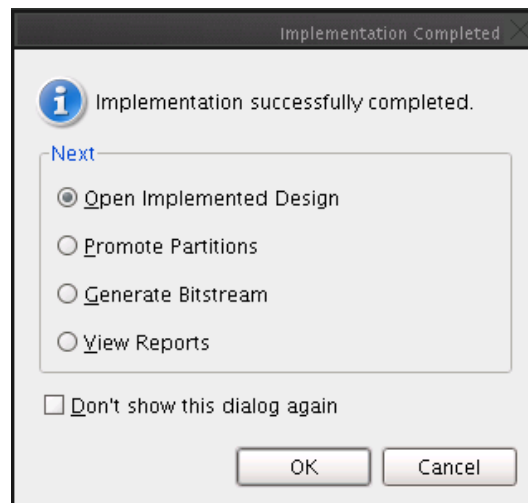 Implementation Completed
Implementation successfully completed.
Next
Open Implemented Design
Promote Partitions
Generate Bitstream
View Reports
Don't show this dialog again
OK
Cancel